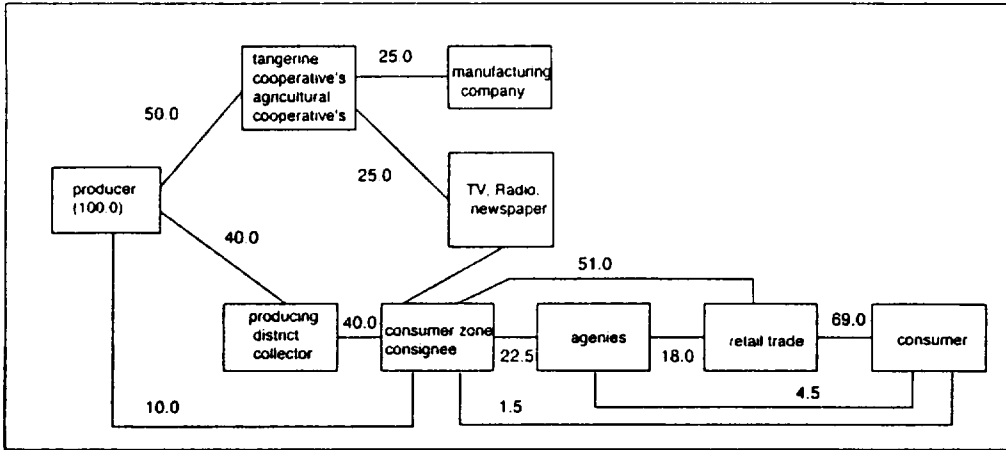 tangerine
cooperative's
agricultural
cooperative's
25.0
manufacturing
company
50.0
25.0
producer
(100.0)
TV, Radio,
newspaper
40.0
51.0
producing
district
collector
40.0
consumer zone
consignee
22.5
agenies
18.0
retail trade
69.0
consumer
10.0
1.5
4.5